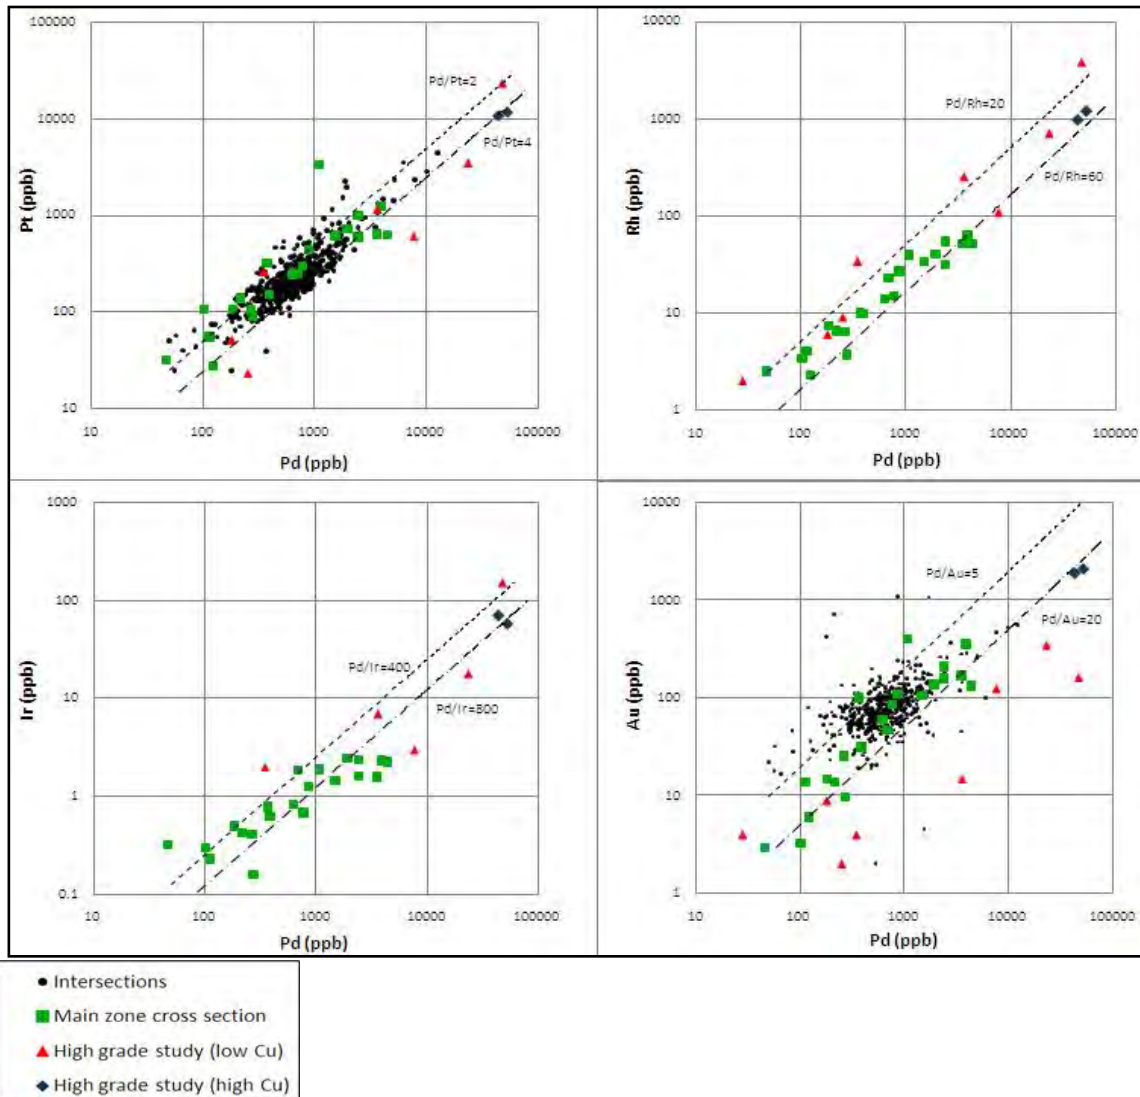 100000
10000
1000
100
10
Pt (ppb)
Pd/Pt=2
Pd/Pt=4
10 100 1000 10000 100000
Pd (ppb)
10000
1000
100
10
1
Rh (ppb)
Pd/Rh=20
Pd/Rh=60
10 100 1000 10000 100000
Pd (ppb)
1000
100
10
1
0.1
Ir (ppb)
Pd/Ir=400
Pd/Ir=800
10 100 1000 10000 100000
Pd (ppb)
10000
1000
100
10
1
Au (ppb)
Pd/Au=5
Pd/Au=20
10 100 1000 10000 100000
Pd (ppb)
Intersections
Main zone cross section
High grade study (low Cu)
High grade study (high Cu)